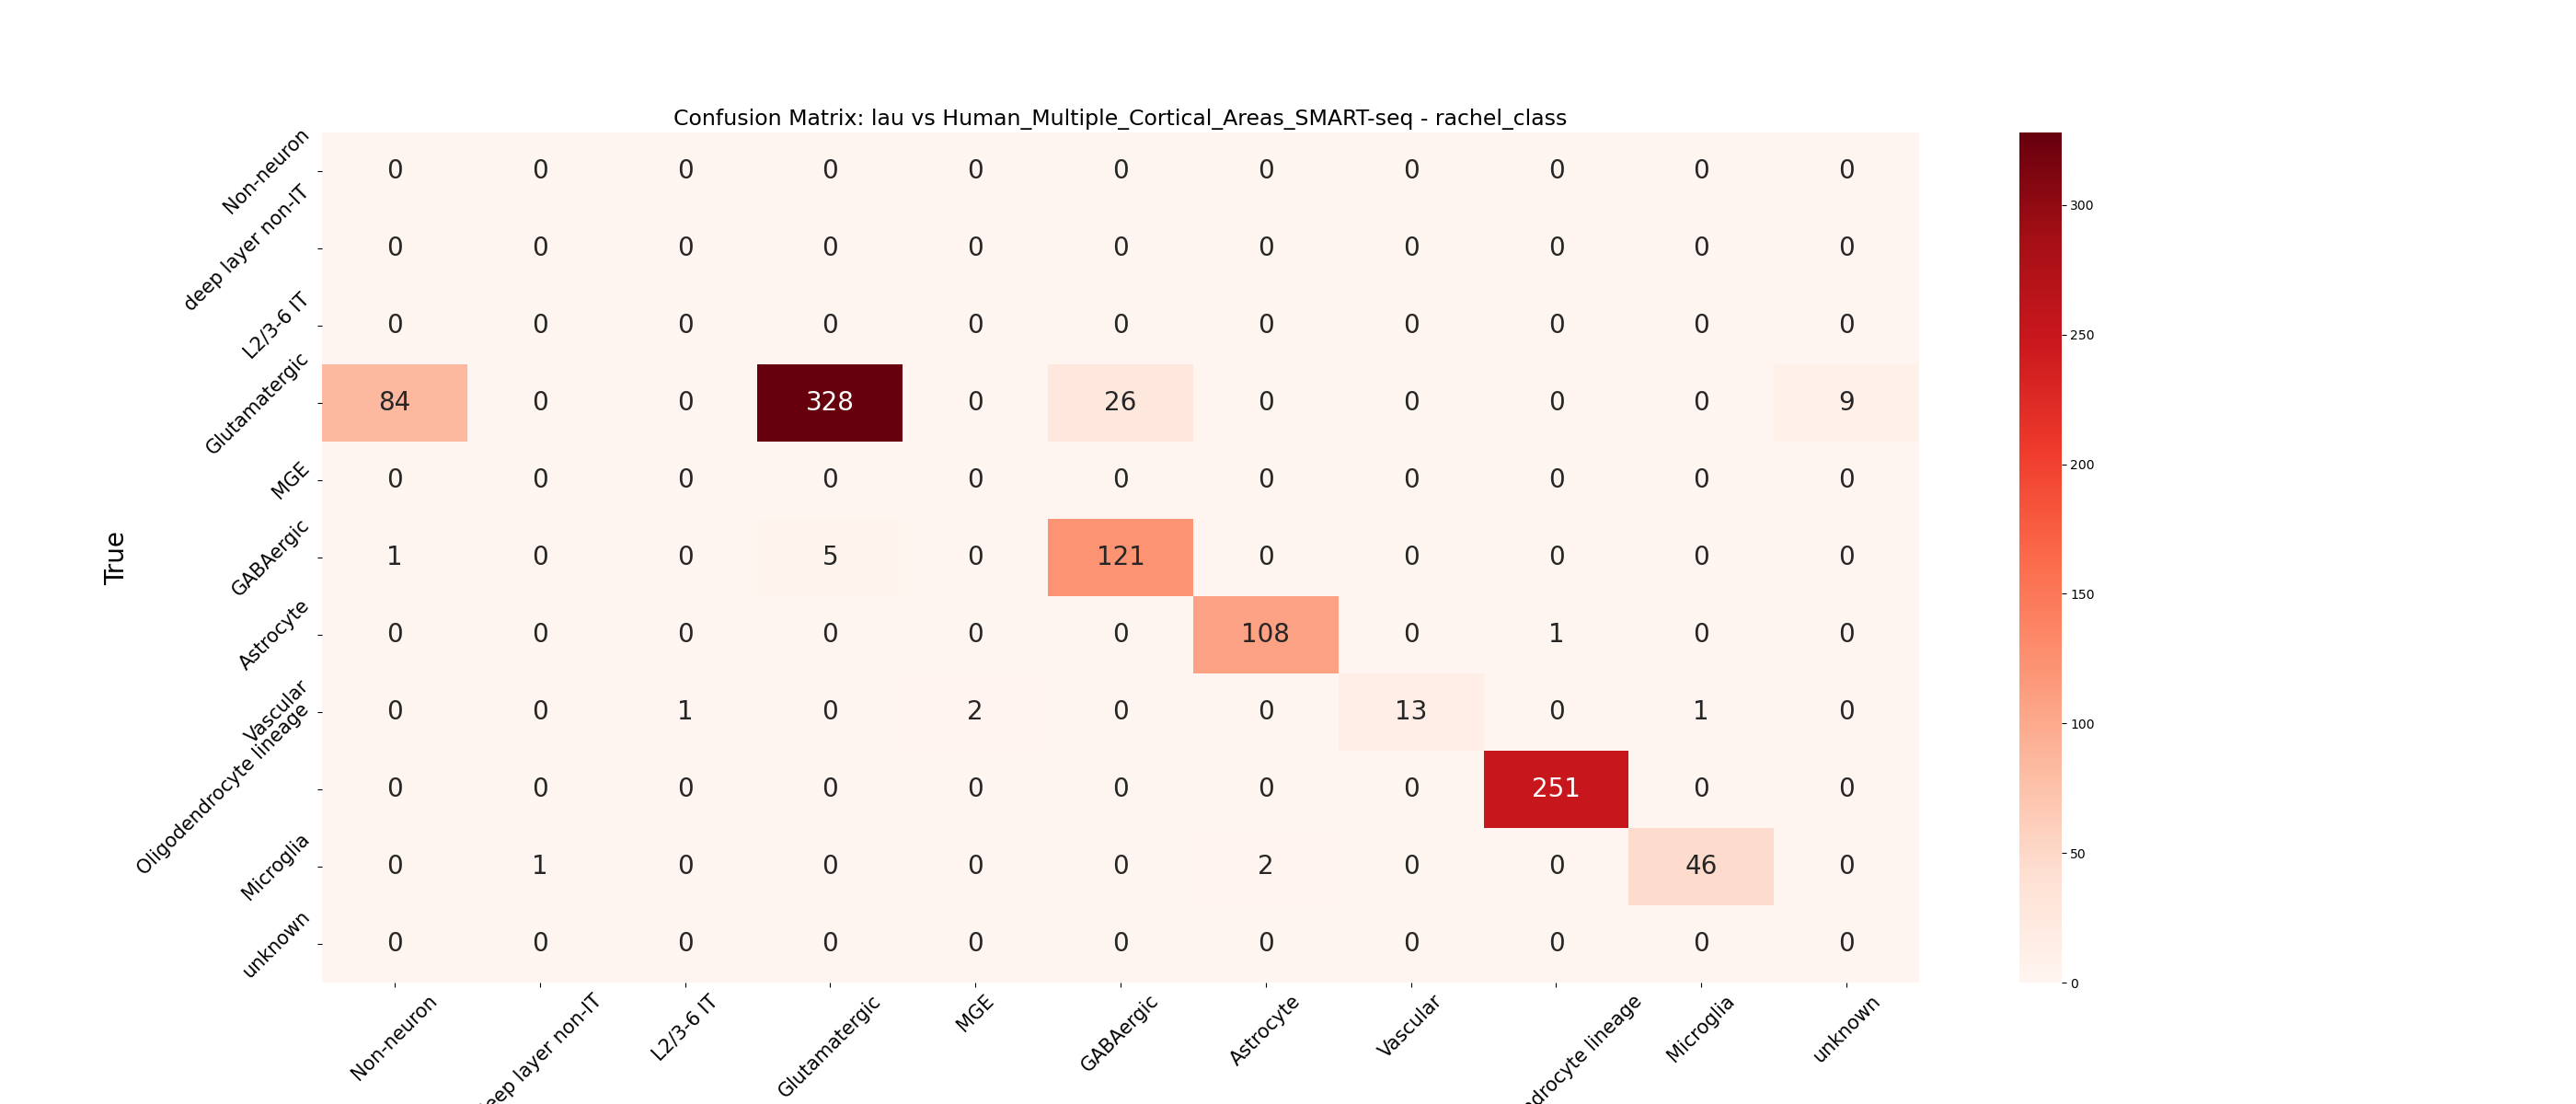 Confusion Matrix: lau vs Human_Multiple_Cortical_Areas_SMART-seq - rachel_class
True
Non-neuron 0 0 0 0 0 0 0 0 0 0 0
deep layer non-IT 0 0 0 0 0 0 0 0 0 0 0
L2/3-6 IT 0 0 0 0 0 0 0 0 0 0 0
Glutamatergic 84 0 0 328 0 26 0 0 0 0 9
MGE 0 0 0 0 0 0 0 0 0 0 0
GABAergic 1 0 0 5 0 121 0 0 0 0 0
Astrocyte 0 0 0 0 0 0 108 0 1 0 0
Vascular 0 0 1 0 2 0 0 13 0 1 0
Oligodendrocyte lineage 0 0 0 0 0 0 0 0 251 0 0
Microglia 0 1 0 0 0 0 2 0 0 46 0
unknown 0 0 0 0 0 0 0 0 0 0 0
Non-neuron
eep layer non-IT
L2/3-6 IT
Glutamatergic
MGE
GABAergic
Astrocyte
Vascular
ndrocyte lineage
Microglia
unknown
300
250
200
150
100
50
0